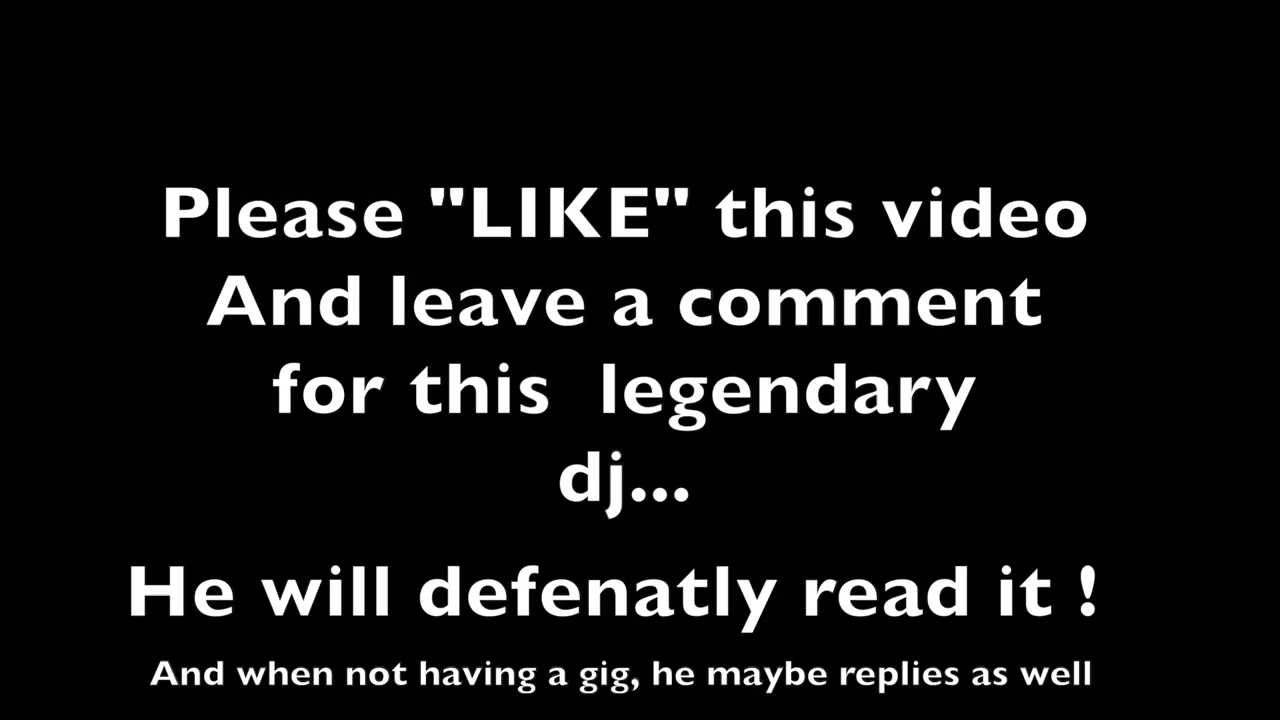 Please "LIKE" this video
And leave a comment
for this  legendary
dj...
He will defenatly read it !
And when not having a gig, he maybe replies as well